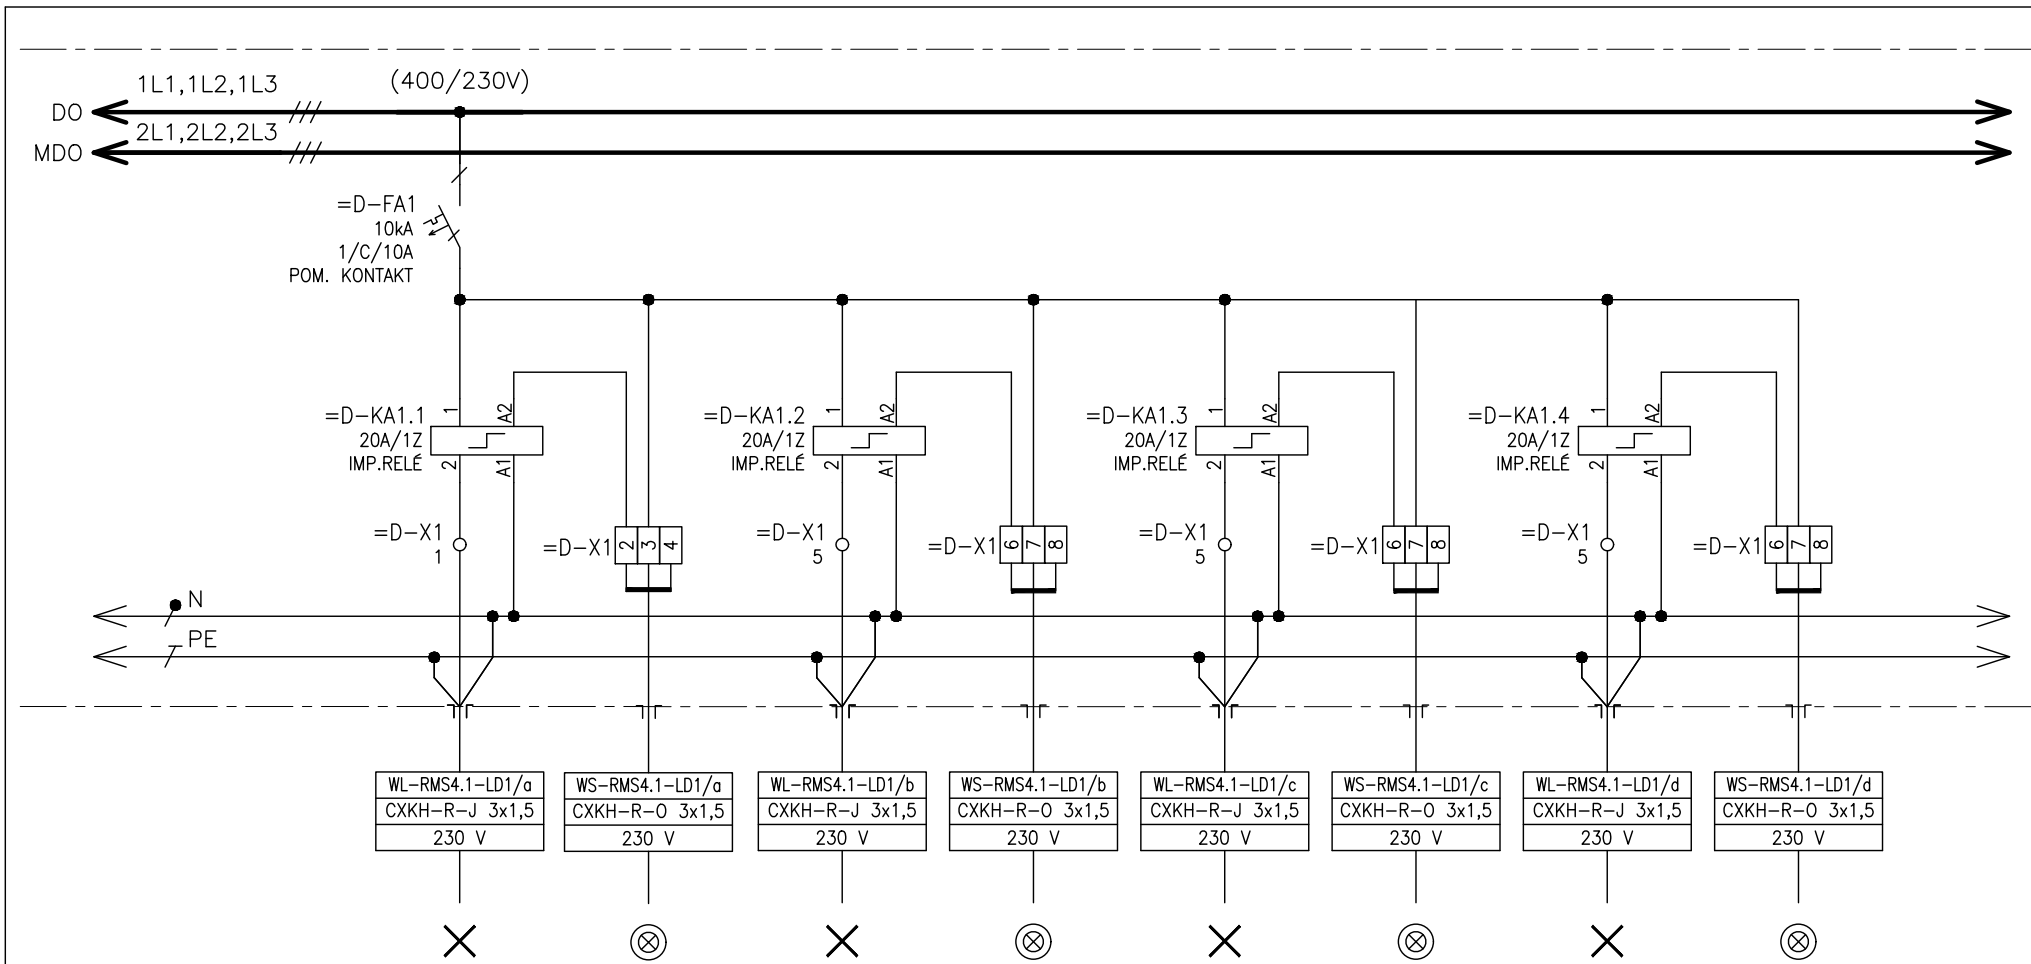 1L1,1L2,1L3
(400/230V)
DO
2L1,2L2,2L3
MDO
=D-FA1
10kA
1/C/10A
POM. KONTAKT
=D-KA1.1
20A/1Z
IMP.RELÉ
1
A2
2
A1
=D-KA1.2
20A/1Z
IMP.RELÉ
1
A2
2
A1
=D-KA1.3
20A/1Z
IMP.RELÉ
1
A2
2
A1
=D-KA1.4
20A/1Z
IMP.RELÉ
1
A2
2
A1
=D-X1
1
=D-X1 2 3 4
=D-X1
5
=D-X1 6 7 8
=D-X1
5
=D-X1 6 7 8
=D-X1
5
=D-X1 6 7 8
N
PE
WL-RMS4.1-LD1/a
CXKH-R-J 3x1,5
230 V
WS-RMS4.1-LD1/a
CXKH-R-O 3x1,5
230 V
WL-RMS4.1-LD1/b
CXKH-R-J 3x1,5
230 V
WS-RMS4.1-LD1/b
CXKH-R-O 3x1,5
230 V
WL-RMS4.1-LD1/c
CXKH-R-J 3x1,5
230 V
WS-RMS4.1-LD1/c
CXKH-R-O 3x1,5
230 V
WL-RMS4.1-LD1/d
CXKH-R-J 3x1,5
230 V
WS-RMS4.1-LD1/d
CXKH-R-O 3x1,5
230 V